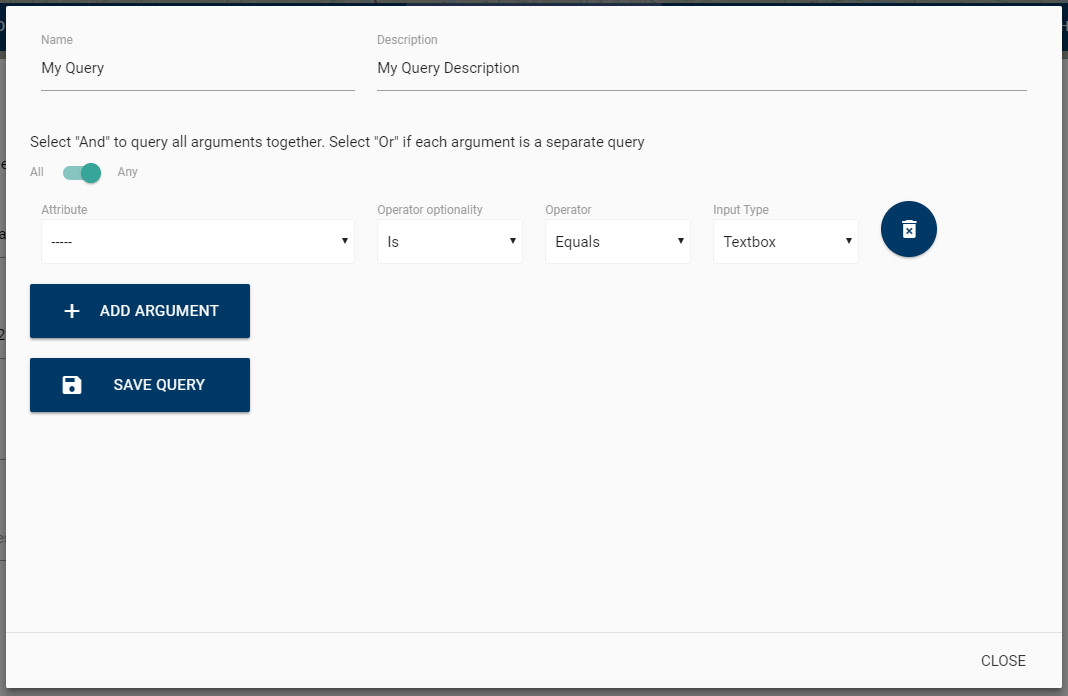 Name Description
My Query My Query Description
Select "And" to query all arguments together. Select "Or" if each argument is a separate query
All Any
Attribute Operator optionality Operator Input Type
----- Is Equals Textbox
ADD ARGUMENT
SAVE QUERY
CLOSE